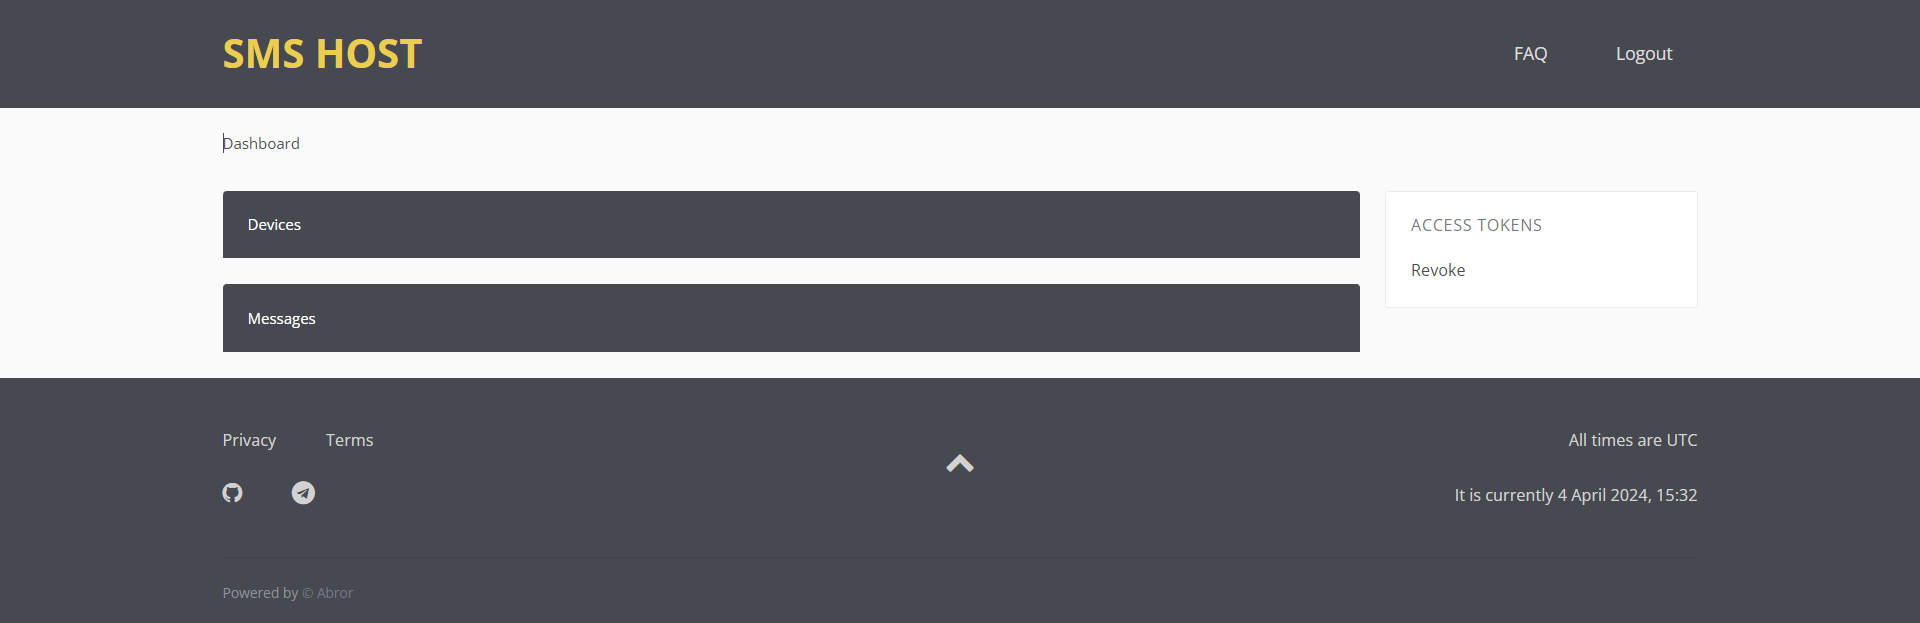 SMS HOST
FAQ Logout
Dashboard
Devices
ACCESS TOKENS
Revoke
Messages
Privacy Terms
All times are UTC
It is currently 4 April 2024, 15:32
Powered by © Abror